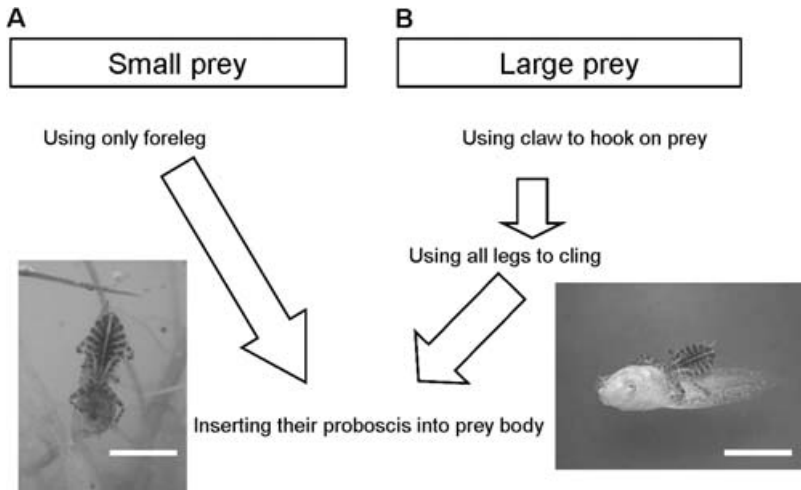 A
B
Small prey
Large prey
Using only foreleg
Using claw to hook on prey
Using all legs to cling
Inserting their proboscis into prey body